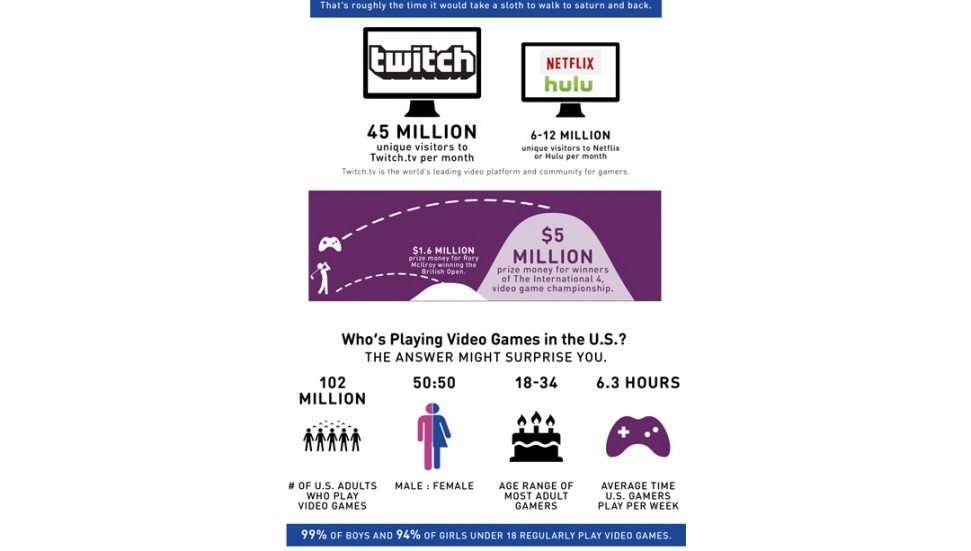 That's roughly the time it would take a sloth to walk to saturn and back.
twitch
NETFLIX
hulu
45 MILLION
unique visitors to
Twitch.tv per month
6-12 MILLION
unique visitors to Netflix
or Hulu per month
Twitch.tv is the world's leading video platform and community for gamers.
$1.6 MILLION
prize money for Rory
McIlroy winning the
British Open.
$5
MILLION
prize money for winners
of The International 4,
video game championship.
Who's Playing Video Games in the U.S.?
THE ANSWER MIGHT SURPRISE YOU.
102
MILLION
# OF U.S. ADULTS
WHO PLAY
VIDEO GAMES
50:50
MALE : FEMALE
18-34
AGE RANGE OF
MOST ADULT
GAMERS
6.3 HOURS
AVERAGE TIME
U.S. GAMERS
PLAY PER WEEK
99% OF BOYS AND 94% OF GIRLS UNDER 18 REGULARLY PLAY VIDEO GAMES.